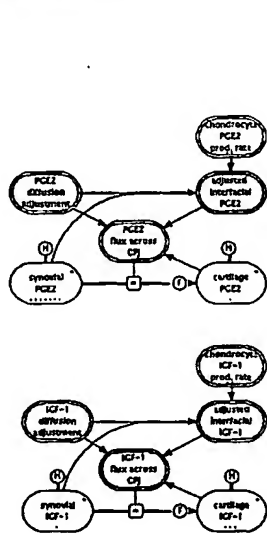 chondrocyte
PGE2
prod. rate
PGE2
diffusion
adjustment
adjusted
interfacial
PGE2
PGE2
flux across
CPJ
H
H
synovial
PGE2
=
F
cartilage
PGE2
chondrocyte
IGF-1
prod. rate
IGF-1
diffusion
adjustment
adjusted
interfacial
IGF-1
IGF-1
flux across
CPJ
H
H
synovial
IGF-1
=
F
cartilage
IGF-1